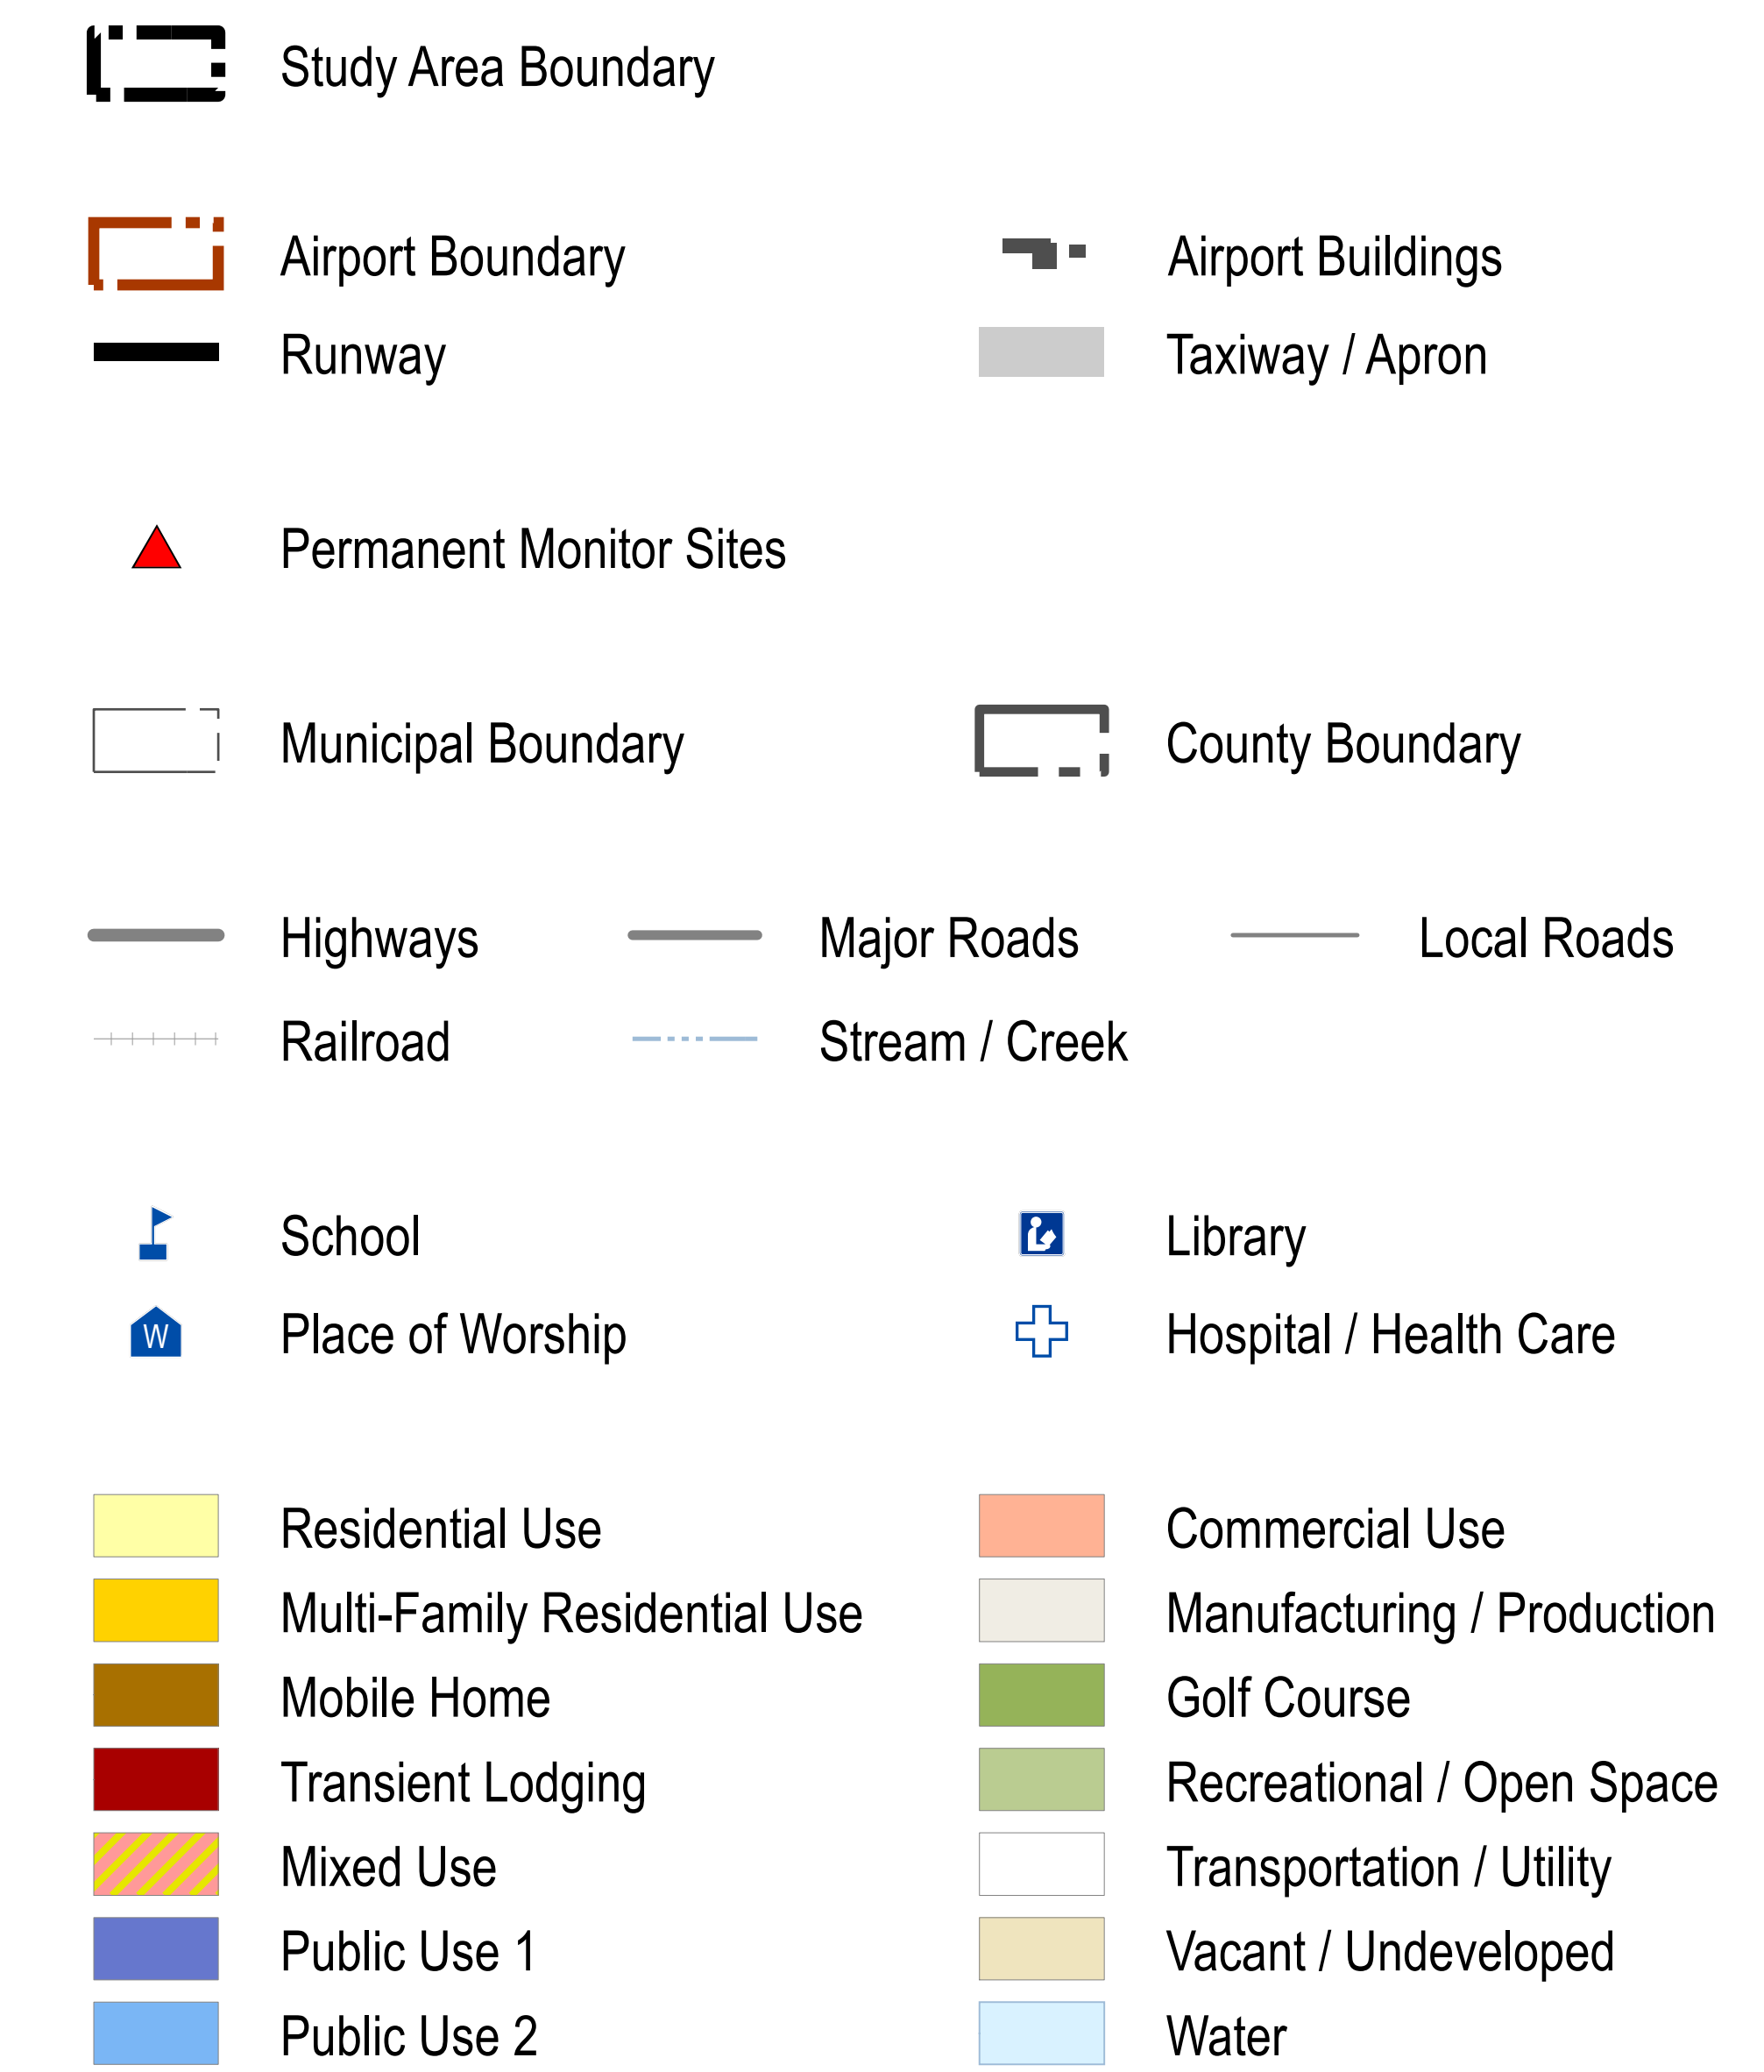 Study Area Boundary
Airport Boundary
Airport Buildings
Runway
Taxiway / Apron
Permanent Monitor Sites
Municipal Boundary
County Boundary
Highways
Major Roads
Local Roads
Railroad
Stream / Creek
School
Library
W
Place of Worship
Hospital / Health Care
Residential Use
Commercial Use
Multi-Family Residential Use
Manufacturing / Production
Mobile Home
Golf Course
Transient Lodging
Recreational / Open Space
Mixed Use
Transportation / Utility
Public Use 1
Vacant / Undeveloped
Public Use 2
Water